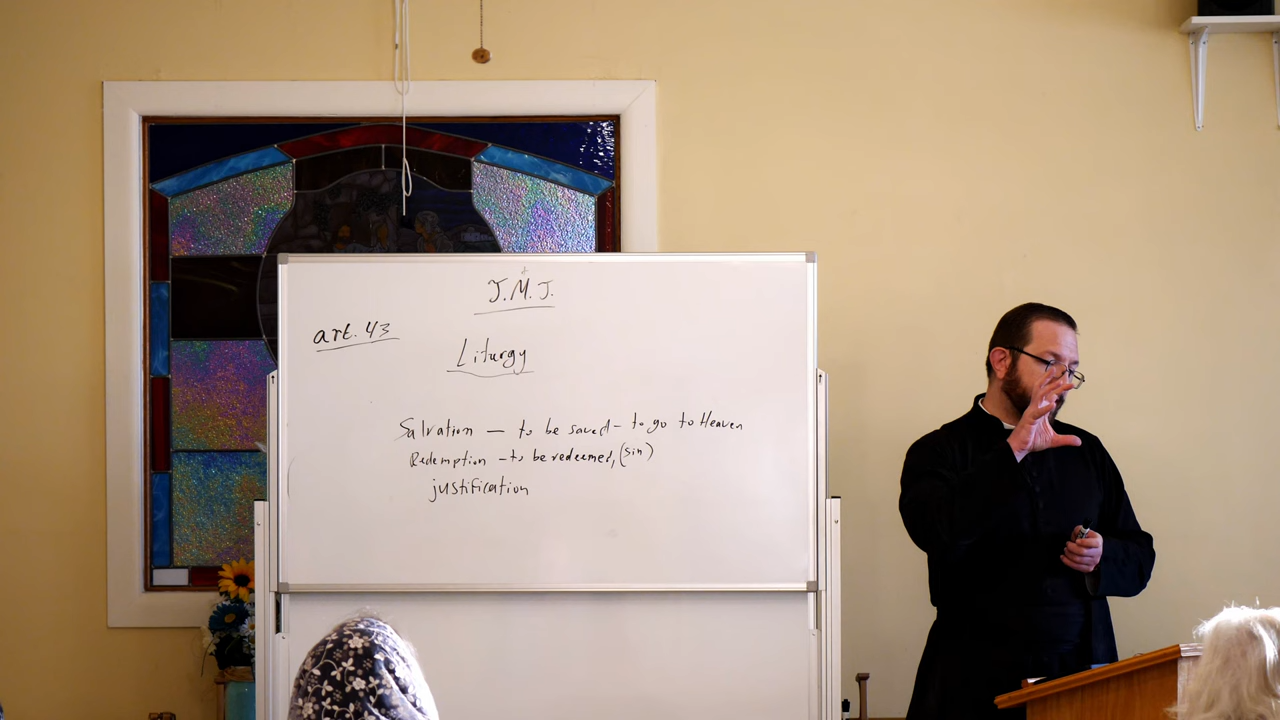 J.M.J.
art. 43
Liturgy
Salvation — to be saved – to go to Heaven
Redemption – to be redeemed, (sin)
justification